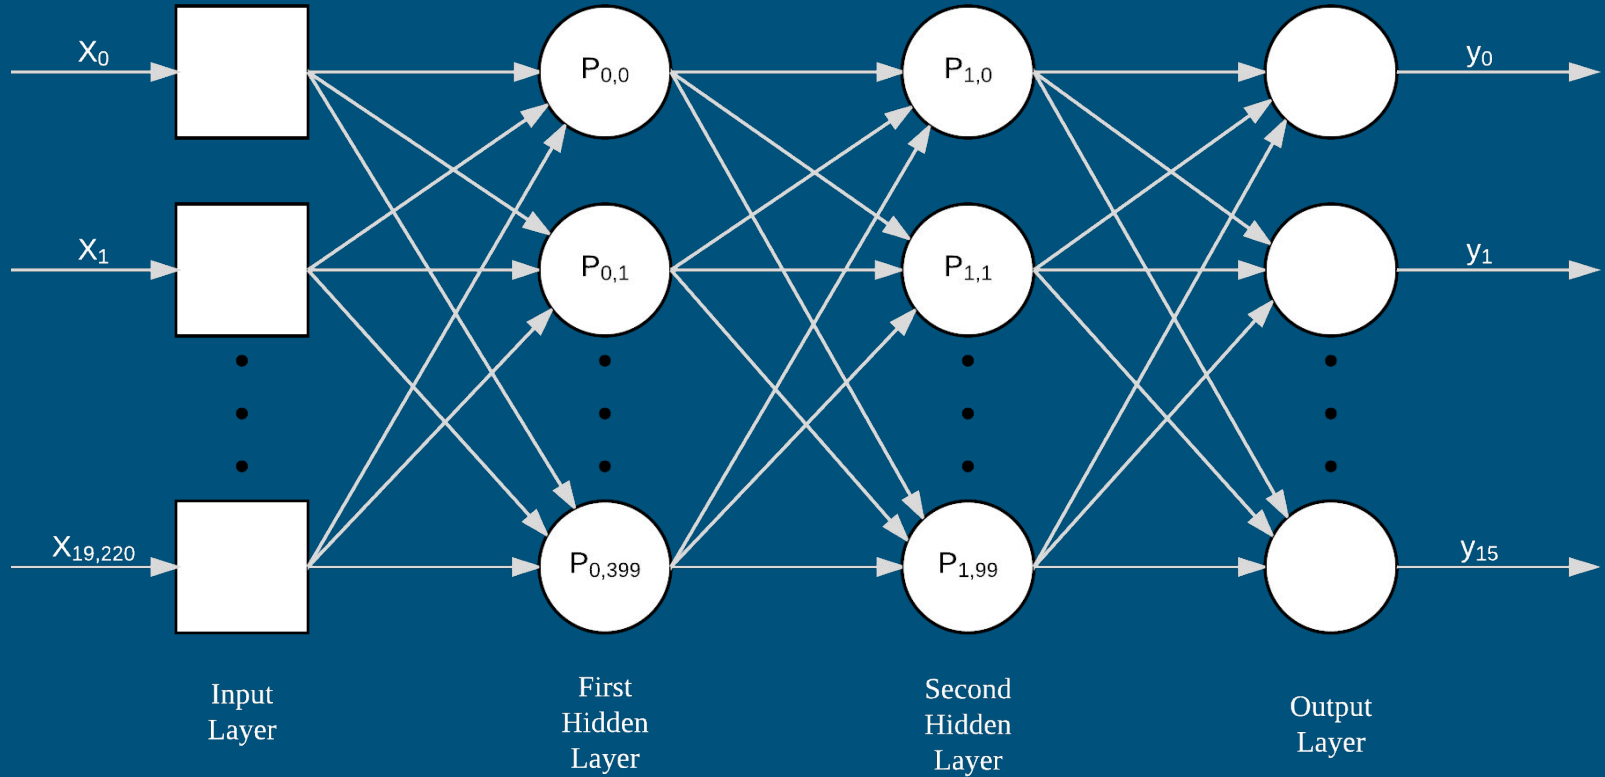 X0
P0,0
P1,0
y0
X1
P0,1
P1,1
y1
X19,220
P0,399
P1,99
y15
Input
Layer
First
Hidden
Layer
Second
Hidden
Layer
Output
Layer